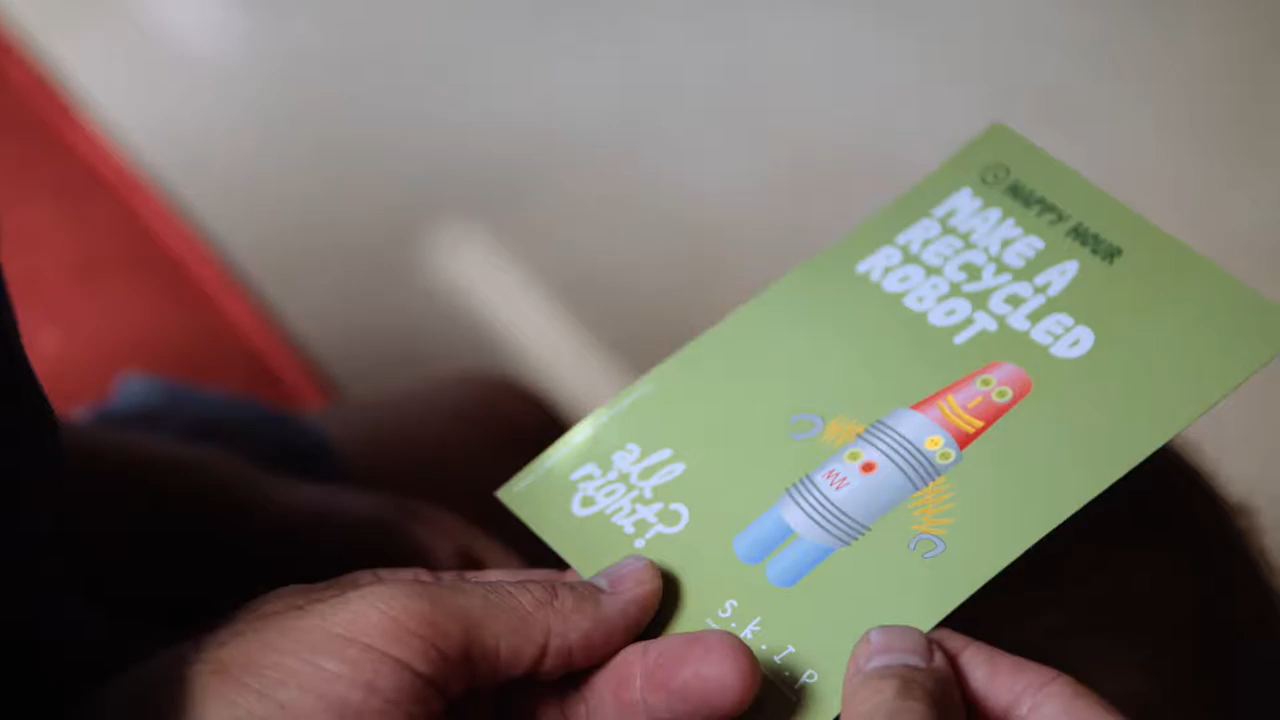 HAPPY HOUR
MAKE A
RECYCLED
ROBOT
all
right?
S.k.I.P